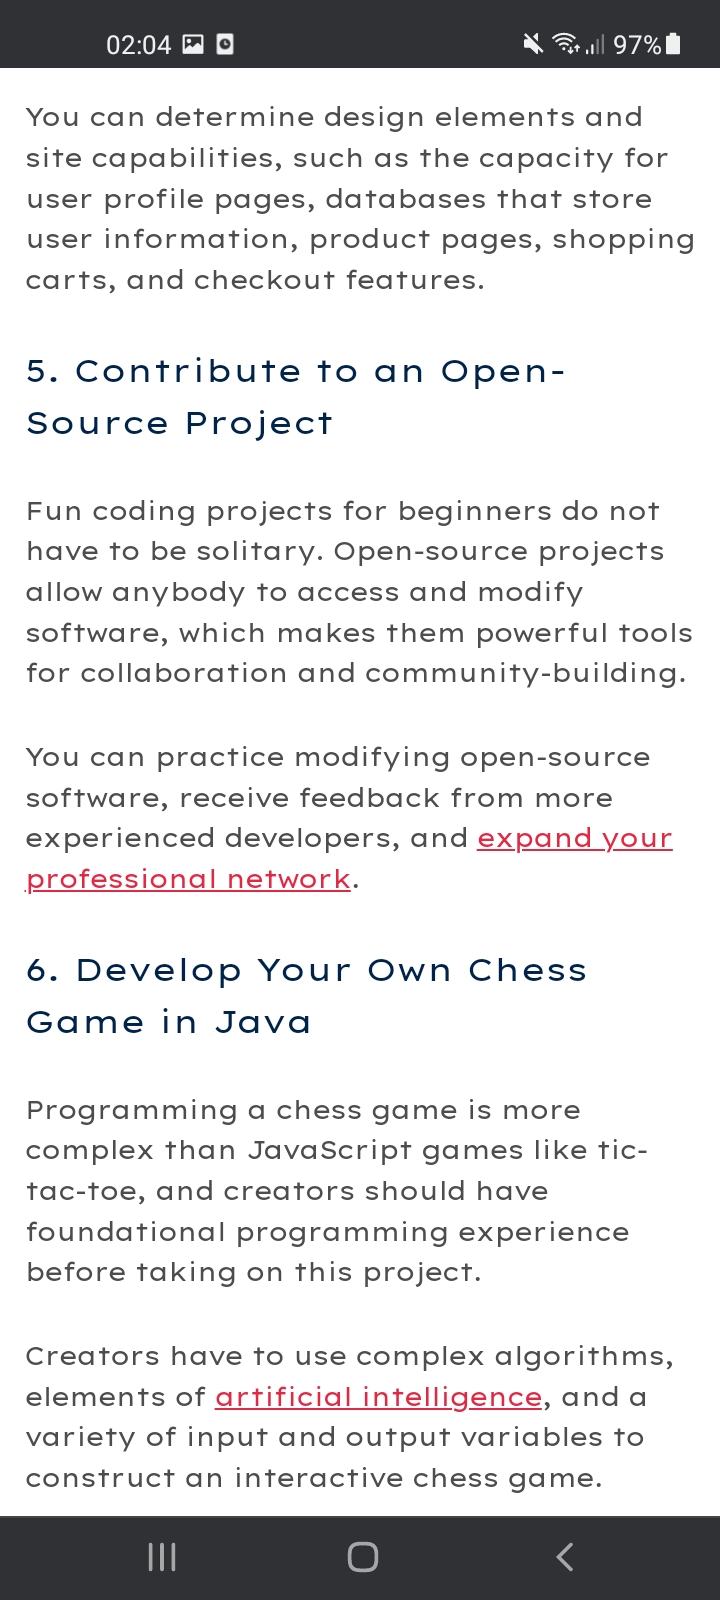 02:04
97%
You can determine design elements and
site capabilities, such as the capacity for
user profile pages, databases that store
user information, product pages, shopping
carts, and checkout features.
5. Contribute to an Open-
Source Project
Fun coding projects for beginners do not
have to be solitary. Open-source projects
allow anybody to access and modify
software, which makes them powerful tools
for collaboration and community-building.
You can practice modifying open-source
software, receive feedback from more
experienced developers, and expand your
professional network.
6. Develop Your Own Chess
Game in Java
Programming a chess game is more
complex than JavaScript games like tic-
tac-toe, and creators should have
foundational programming experience
before taking on this project.
Creators have to use complex algorithms,
elements of artificial intelligence, and a
variety of input and output variables to
construct an interactive chess game.